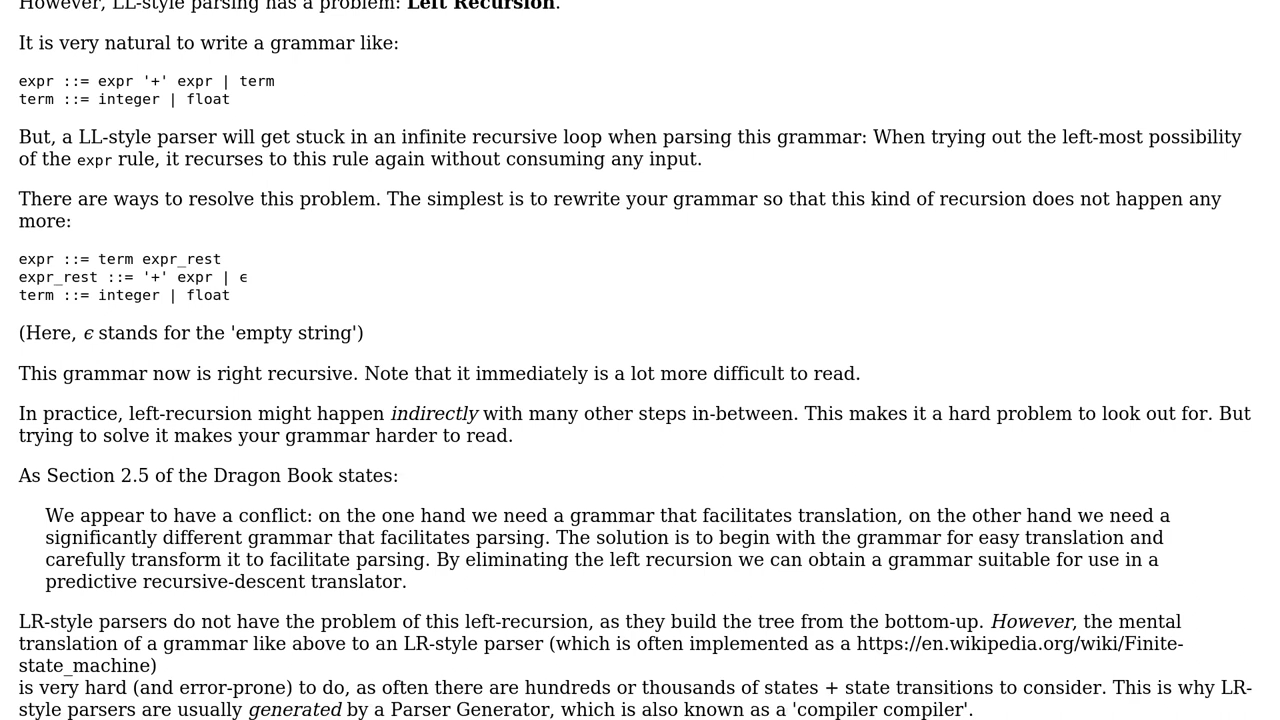 However, LL-style parsing has a problem: Left Recursion.
It is very natural to write a grammar like:
expr ::= expr '+' expr | term
term ::= integer | float
But, a LL-style parser will get stuck in an infinite recursive loop when parsing this grammar: When trying out the left-most possibility
of the expr rule, it recurses to this rule again without consuming any input.
There are ways to resolve this problem. The simplest is to rewrite your grammar so that this kind of recursion does not happen any
more:
expr ::= term expr_rest
expr_rest ::= '+' expr | ϵ
term ::= integer | float
(Here, ϵ stands for the 'empty string')
This grammar now is right recursive. Note that it immediately is a lot more difficult to read.
In practice, left-recursion might happen indirectly with many other steps in-between. This makes it a hard problem to look out for. But
trying to solve it makes your grammar harder to read.
As Section 2.5 of the Dragon Book states:
We appear to have a conflict: on the one hand we need a grammar that facilitates translation, on the other hand we need a
significantly different grammar that facilitates parsing. The solution is to begin with the grammar for easy translation and
carefully transform it to facilitate parsing. By eliminating the left recursion we can obtain a grammar suitable for use in a
predictive recursive-descent translator.
LR-style parsers do not have the problem of this left-recursion, as they build the tree from the bottom-up. However, the mental
translation of a grammar like above to an LR-style parser (which is often implemented as a https://en.wikipedia.org/wiki/Finite-
state_machine)
is very hard (and error-prone) to do, as often there are hundreds or thousands of states + state transitions to consider. This is why LR-
style parsers are usually generated by a Parser Generator, which is also known as a 'compiler compiler'.